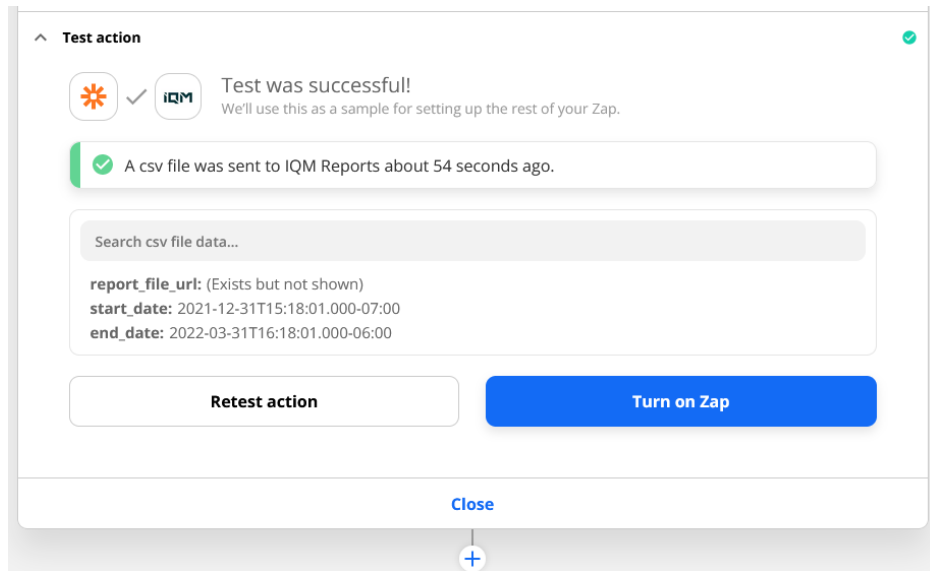 Test action
iQM
Test was successful!
We'll use this as a sample for setting up the rest of your Zap.
A csv file was sent to IQM Reports about 54 seconds ago.
Search csv file data...
report_file_url: (Exists but not shown)
start_date: 2021-12-31T15:18:01.000-07:00
end_date: 2022-03-31T16:18:01.000-06:00
Retest action
Turn on Zap
Close